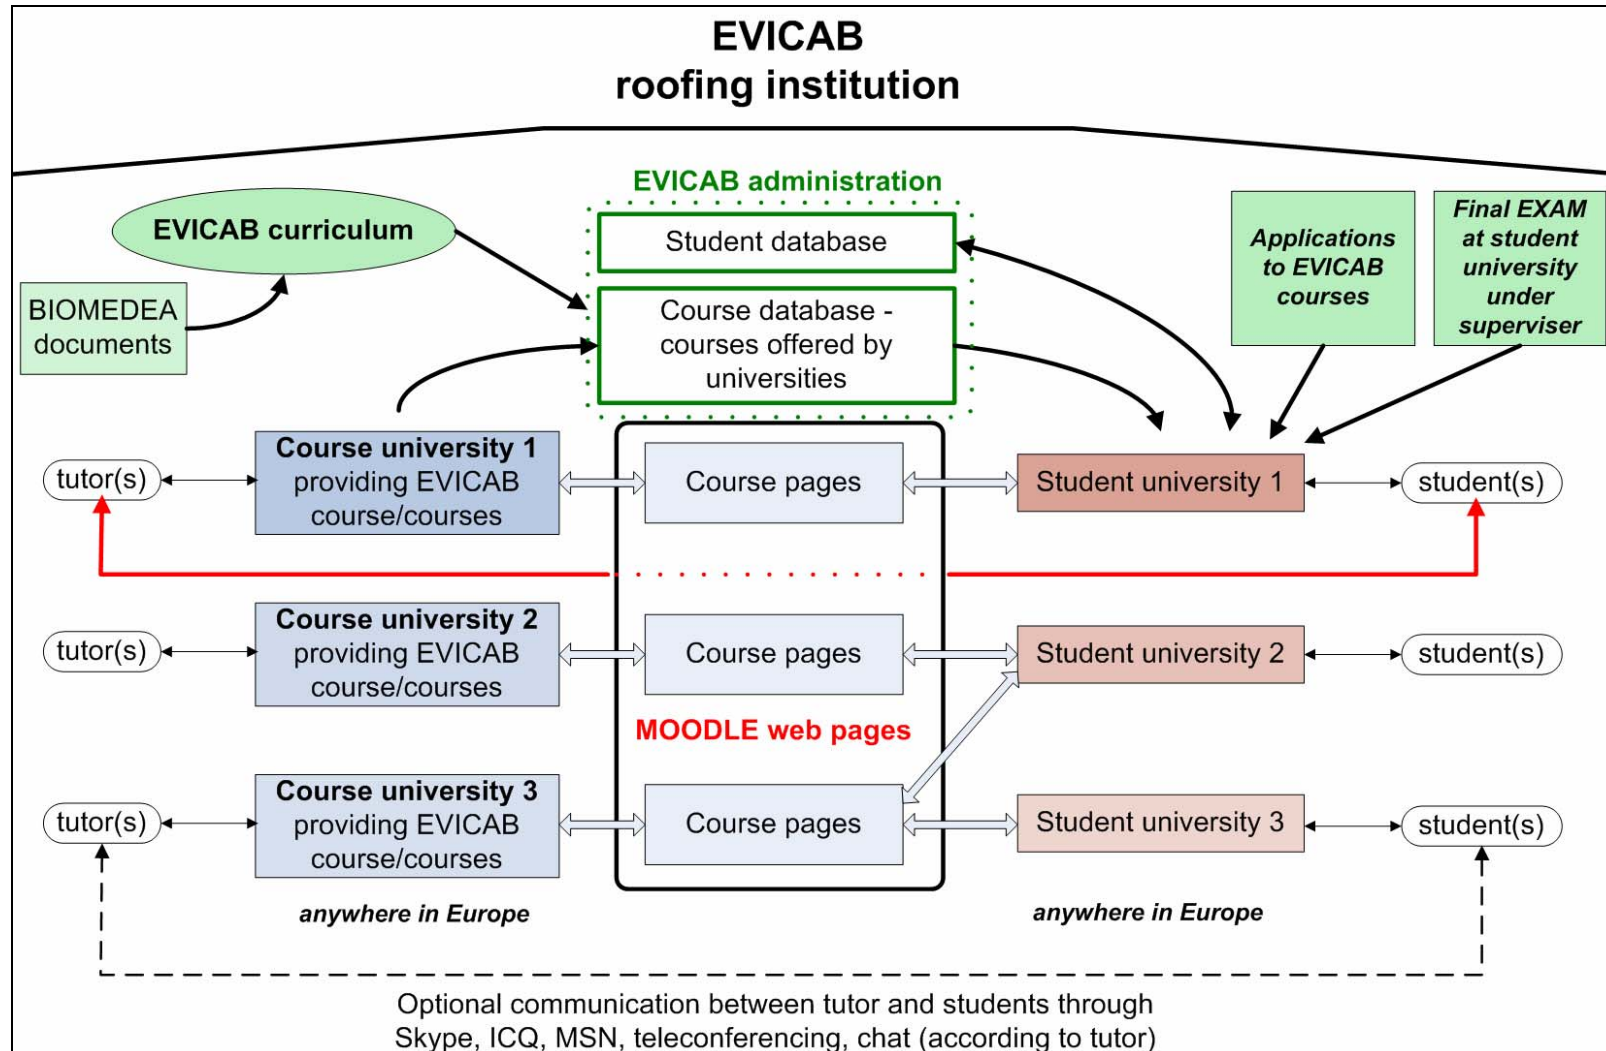 EVICAB
roofing institution
EVICAB administration
EVICAB curriculum
BIOMEDEA
documents
Student database
Course database -
courses offered by
universities
Applications
to EVICAB
courses
Final EXAM
at student
university
under
superviser
tutor(s)
Course university 1
providing EVICAB
course/courses
Course pages
Student university 1
student(s)
tutor(s)
Course university 2
providing EVICAB
course/courses
Course pages
Student university 2
student(s)
MOODLE web pages
tutor(s)
Course university 3
providing EVICAB
course/courses
Course pages
Student university 3
student(s)
anywhere in Europe
anywhere in Europe
Optional communication between tutor and students through
Skype, ICQ, MSN, teleconferencing, chat (according to tutor)